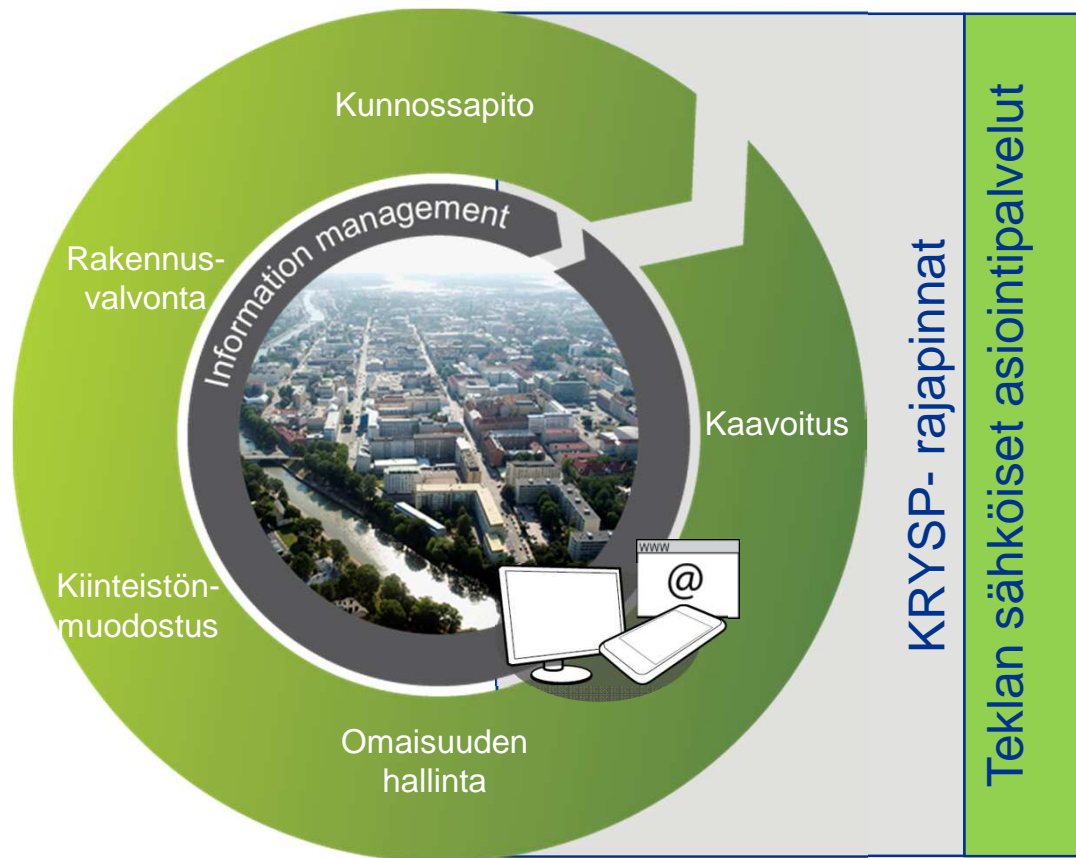 Kunnossapito
Information management
Rakennus-
valvonta
Kaavoitus
Kiinteistön-
muodostus
Omaisuuden
hallinta
WWW
@
KRYSP- rajapinnat
Teklan sähköiset asiointipalvelut